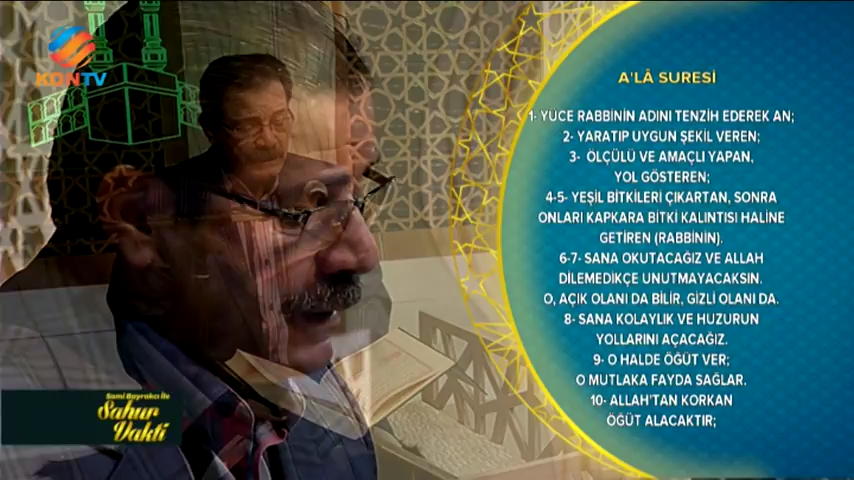 KONTV
A'LÂ SURESİ
1- YÜCE RABBİNİN ADINI TENZİH EDEREK AN;
2- YARATIP UYGUN ŞEKİL VEREN;
3- ÖLÇÜLÜ VE AMAÇLI YAPAN,
YOL GÖSTEREN;
4-5- YEŞİL BİTKİLERİ ÇIKARTAN, SONRA
ONLARI KAPKARA BİTKİ KALINTISI HALİNE
GETİREN (RABBİNİN).
6-7- SANA OKUTACAĞIZ VE ALLAH
DİLEMEDİKÇE UNUTMAYACAKSIN.
O, AÇIK OLANI DA BİLİR, GİZLİ OLANI DA.
8- SANA KOLAYLIK VE HUZURUN
YOLLARINI AÇACAĞIZ.
9- O HALDE ÖĞÜT VER;
O MUTLAKA FAYDA SAĞLAR.
10- ALLAH'TAN KORKAN
ÖĞÜT ALACAKTIR;
Sami Bayrakcı İle
Sahur
Vakti